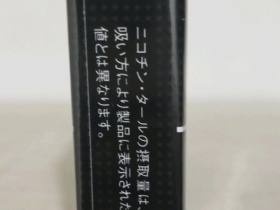 ニコチン・タールの摂取量は、
吸い方により製品に表示された
値とは異なります。